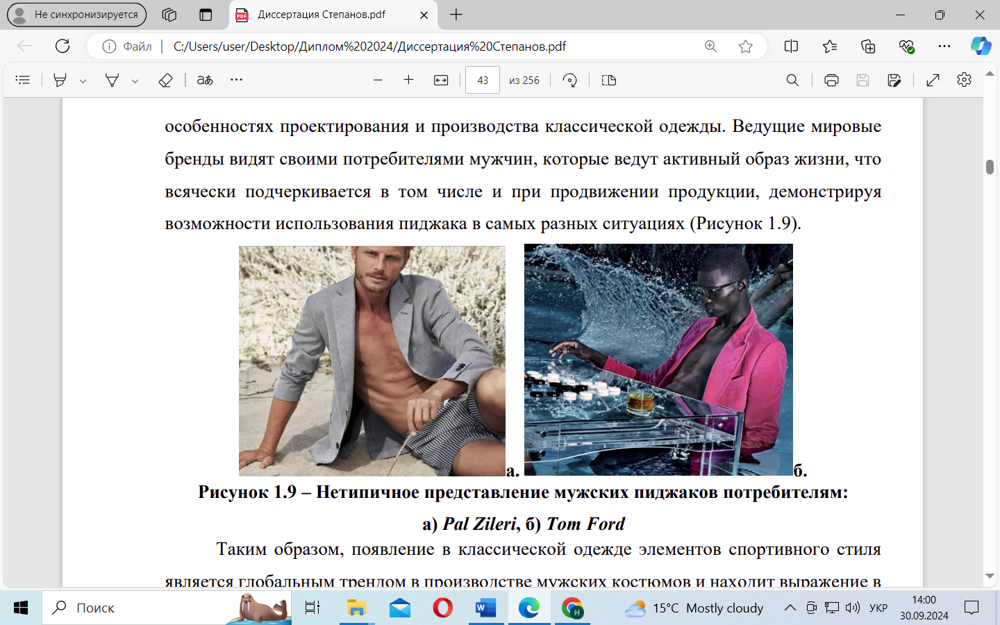 Не синхронизируется
Диссертация Степанов.pdf
Файл
C:/Users/user/Desktop/Диплом%202024/Диссертация%20Степанов.pdf
43 из 256
особенностях проектирования и производства классической одежды. Ведущие мировые
бренды видят своими потребителями мужчин, которые ведут активный образ жизни, что
всячески подчеркивается в том числе и при продвижении продукции, демонстрируя
возможности использования пиджака в самых разных ситуациях (Рисунок 1.9).
а. б.
Рисунок 1.9 – Нетипичное представление мужских пиджаков потребителям:
а) Pal Zileri, б) Tom Ford
Таким образом, появление в классической одежде элементов спортивного стиля
является глобальным трендом в производстве мужских костюмов и находит выражение в
Поиск
15°C Mostly cloudy
УКР
14:00
30.09.2024